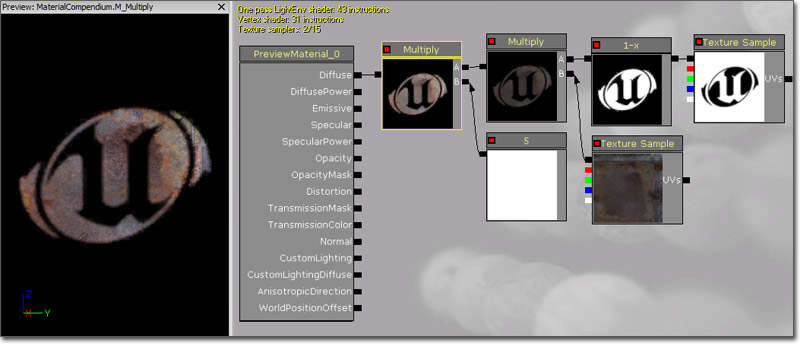 Preview: MaterialCompendium.M_Multiply X
One pass LightEnv shader: 43 instructions
Vertex shader: 31 instructions
Texture samplers: 2/15
PreviewMaterial_0
Diffuse
DiffusePower
Emissive
Specular
SpecularPower
Opacity
OpacityMask
Distortion
TransmissionMask
TransmissionColor
Normal
CustomLighting
CustomLightingDiffuse
AnisotropicDirection
WorldPositionOffset
Multiply
A
B
Multiply
A
B
5
1-x
Texture Sample
UVs
Texture Sample
UVs
Z
X
Y